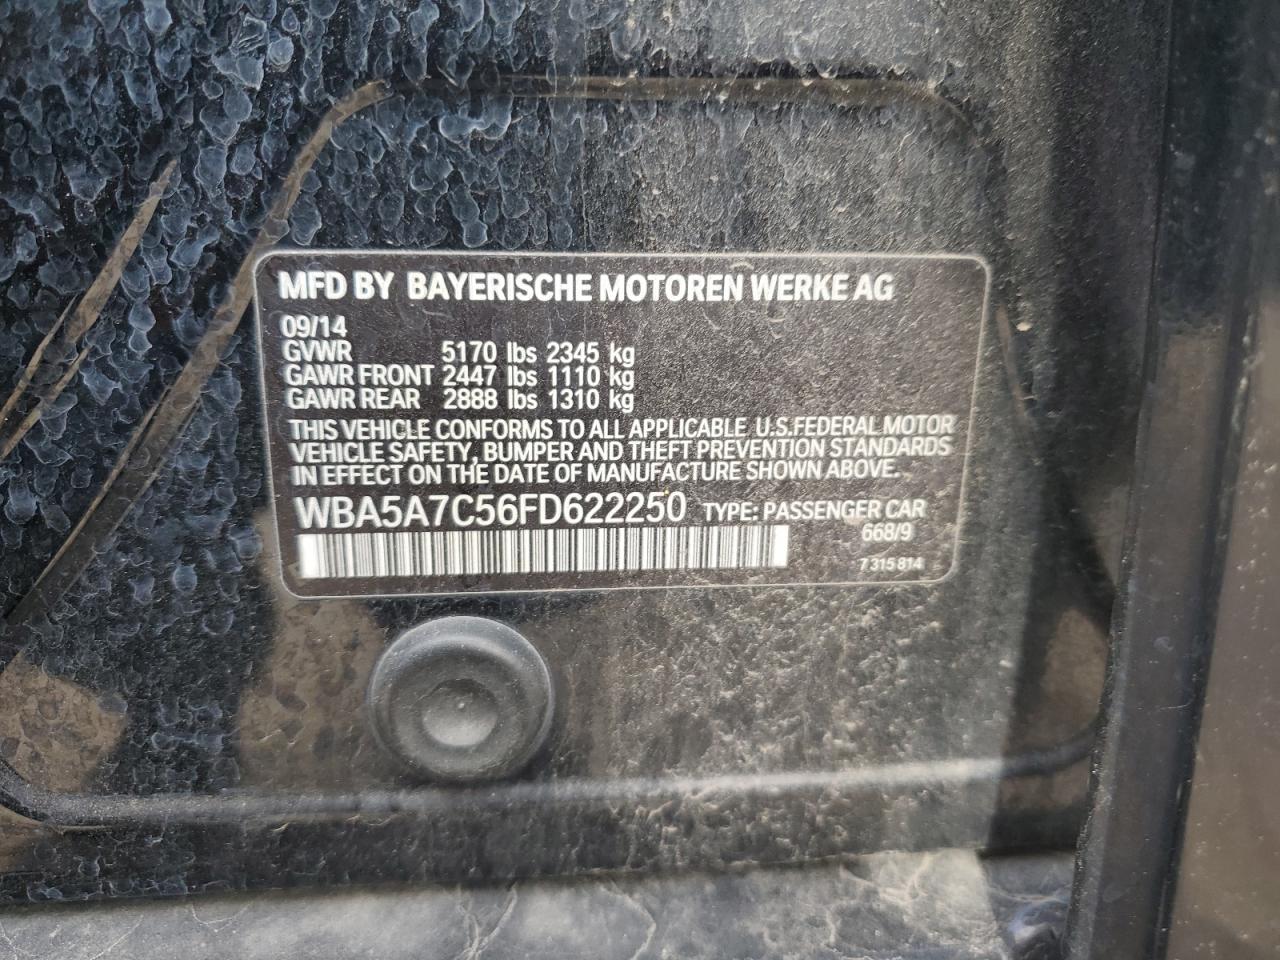 MFD BY BAYERISCHE MOTOREN WERKE AG
09/14
GVWR 5170 lbs 2345 kg
GAWR FRONT 2447 lbs 1110 kg
GAWR REAR 2888 lbs 1310 kg
THIS VEHICLE CONFORMS TO ALL APPLICABLE U.S.FEDERAL MOTOR
VEHICLE SAFETY, BUMPER AND THEFT PREVENTION STANDARDS
IN EFFECT ON THE DATE OF MANUFACTURE SHOWN ABOVE.
WBA5A7C56FD622250 TYPE: PASSENGER CAR
668/9
7 315 814